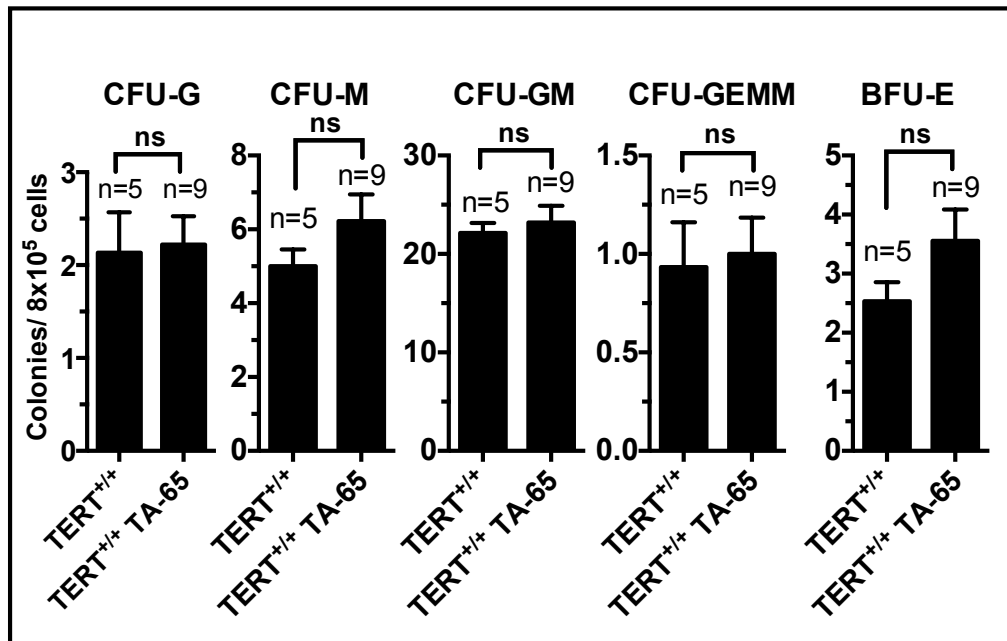 CFU-G CFU-M CFU-GM CFU-GEMM BFU-E
ns ns ns ns ns
Colonies/ 8x10⁵ cells
3
2
1
0
n=5 n=9
TERT⁺/⁺
TERT⁺/⁺ TA-65
8
6
4
2
0
n=5 n=9
TERT⁺/⁺
TERT⁺/⁺ TA-65
30
20
10
0
n=5 n=9
TERT⁺/⁺
TERT⁺/⁺ TA-65
1.5
1.0
0.5
0.0
n=5 n=9
TERT⁺/⁺
TERT⁺/⁺ TA-65
5
4
3
2
1
0
n=5 n=9
TERT⁺/⁺
TERT⁺/⁺ TA-65